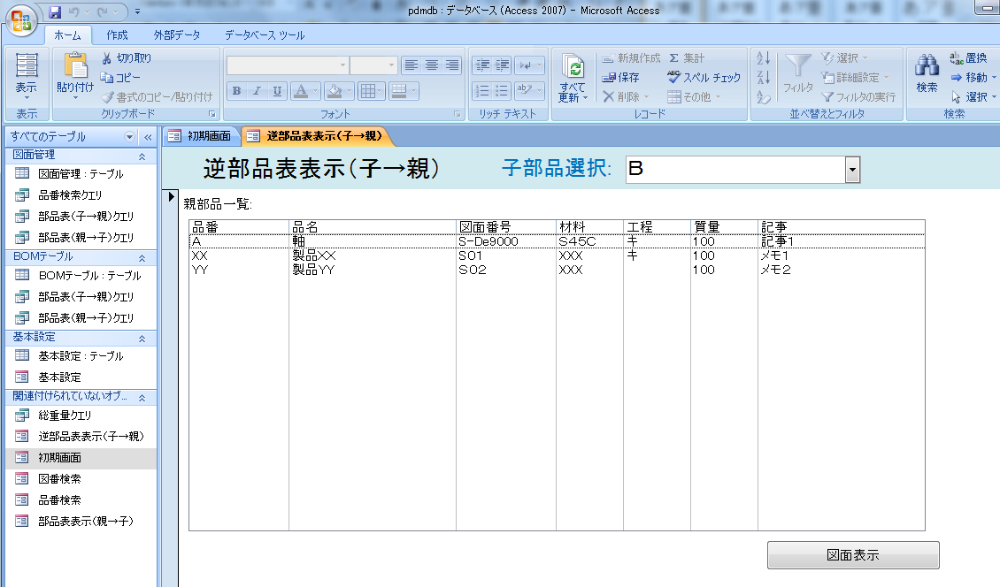 pdmdb : データベース (Access 2007) - Microsoft Access
ホーム 作成 外部データ データベース ツール
表示 貼り付け 切り取り コピー 書式のコピー/貼り付け
B I U A
すべて更新 新規作成 保存 削除 Σ 集計 ABC スペル チェック その他
フィルタ 選択 詳細設定 フィルタの実行
検索 置換 移動 選択
表示 クリップボード フォント リッチ テキスト レコード 並べ替えとフィルタ 検索
すべてのテーブル
図面管理
図面管理 : テーブル
品番検索クエリ
部品表(子→親)クエリ
部品表(親→子)クエリ
BOMテーブル
BOMテーブル : テーブル
部品表(子→親)クエリ
部品表(親→子)クエリ
基本設定
基本設定 : テーブル
基本設定
関連付けられていないオブ...
総重量クエリ
逆部品表表示(子→親)
初期画面
図番検索
品番検索
部品表表示(親→子)
初期画面 逆部品表表示(子→親)
逆部品表表示(子→親) 子部品選択: B
親部品一覧:
品番 品名 図面番号 材料 工程 質量 記事
A 軸 S-De9000 S45C キ 100 記事1
XX 製品XX S01 XXX キ 100 メモ1
YY 製品YY S02 XXX 100 メモ2
図面表示